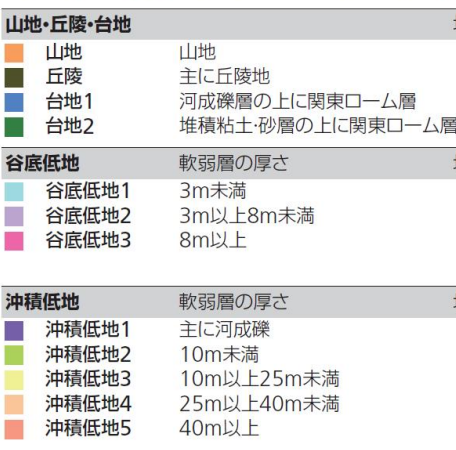 山地・丘陵・台地
山地 山地
丘陵 主に丘陵地
台地1 河成礫層の上に関東ローム層
台地2 堆積粘土・砂層の上に関東ローム層
谷底低地 軟弱層の厚さ
谷底低地1 3m未満
谷底低地2 3m以上8m未満
谷底低地3 8m以上
沖積低地 軟弱層の厚さ
沖積低地1 主に河成礫
沖積低地2 10m未満
沖積低地3 10m以上25m未満
沖積低地4 25m以上40m未満
沖積低地5 40m以上